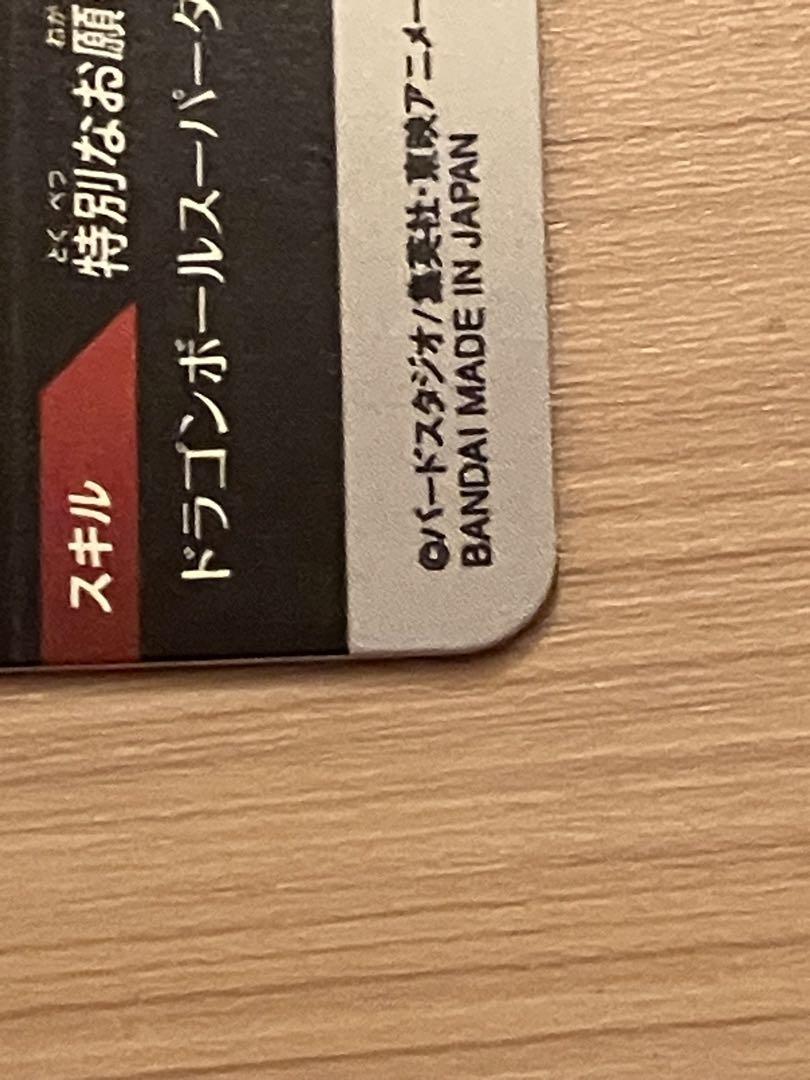 スキル
とくべつ ねが
特別なお願
ドラゴンボールスーパーダ
©バードスタジオ/集英社・東映アニメー
BANDAI MADE IN JAPAN